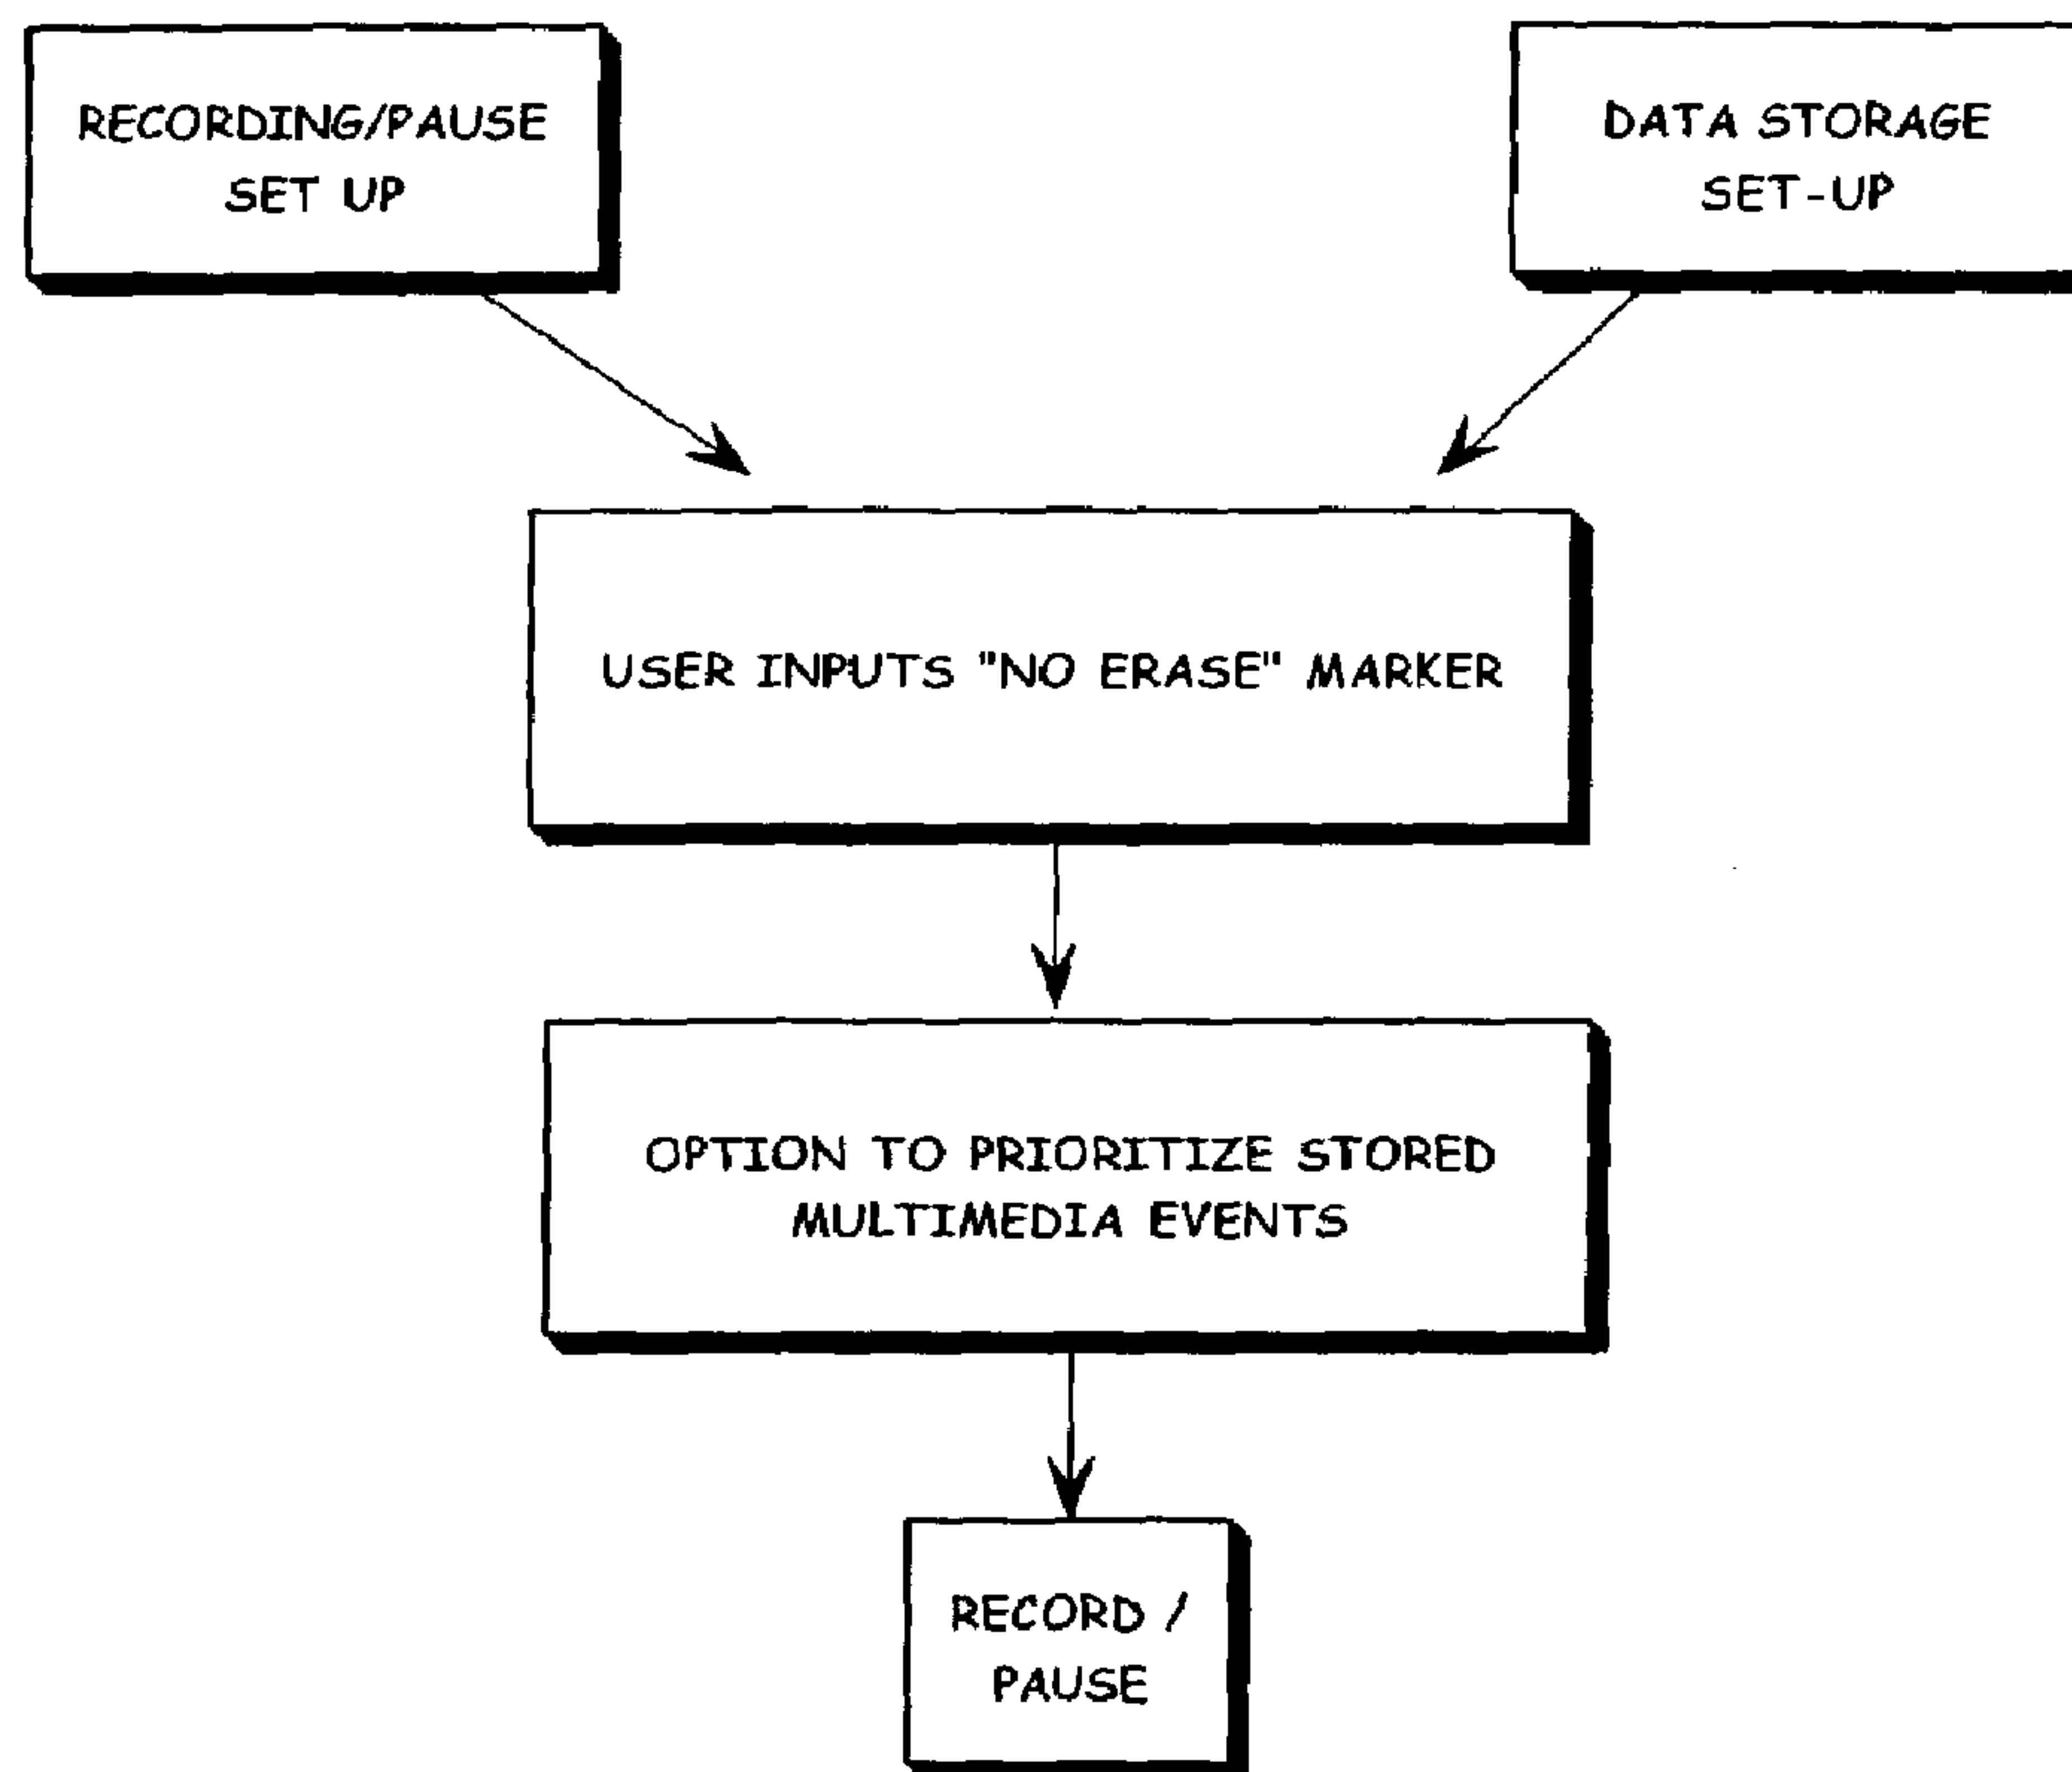 RECORDING/PAUSE
SET UP
DATA STORAGE
SET-UP
USER INPUTS "NO ERASE" MARKER
OPTION TO PRIORITIZE STORED
MULTIMEDIA EVENTS
RECORD /
PAUSE